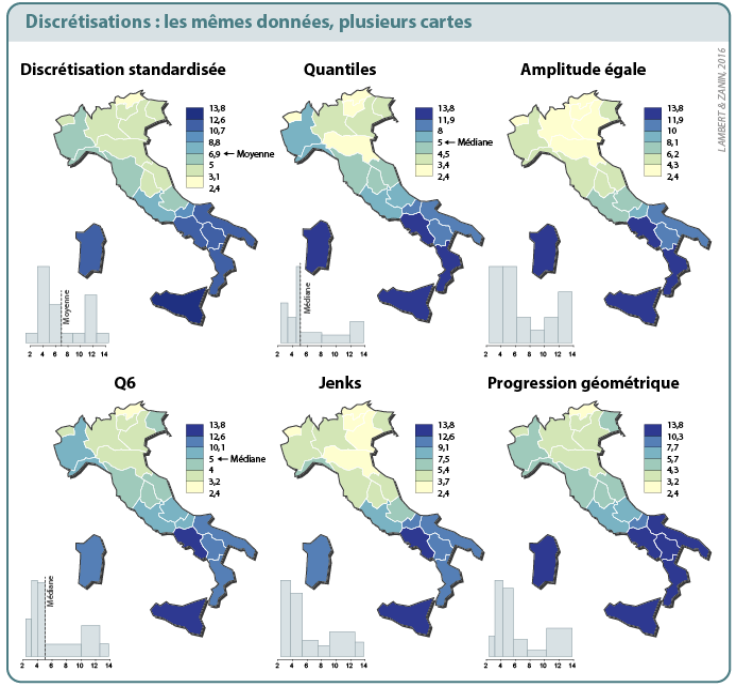 Discrétisations : les mêmes données, plusieurs cartes
LAMBERT & ZANIN, 2016
Discrétisation standardisée
13,8
12,6
10,7
8,8
6,9 ← Moyenne
5
3,1
2,4
Moyenne
2 4 6 8 10 12 14
Quantiles
13,8
11,9
8
5 ← Médiane
4,5
3,4
2,4
Médiane
2 4 6 8 10 12 14
Amplitude égale
13,8
11,9
10
8,1
6,2
4,3
2,4
2 4 6 8 10 12 14
Q6
13,8
12,6
10,1
5 ← Médiane
4
3,2
2,4
Médiane
2 4 6 8 10 12 14
Jenks
13,8
12,6
9,1
7,5
5,4
3,7
2,4
2 4 6 8 10 12 14
Progression géométrique
13,8
10,3
7,7
5,7
4,3
3,2
2,4
2 4 6 8 10 12 14